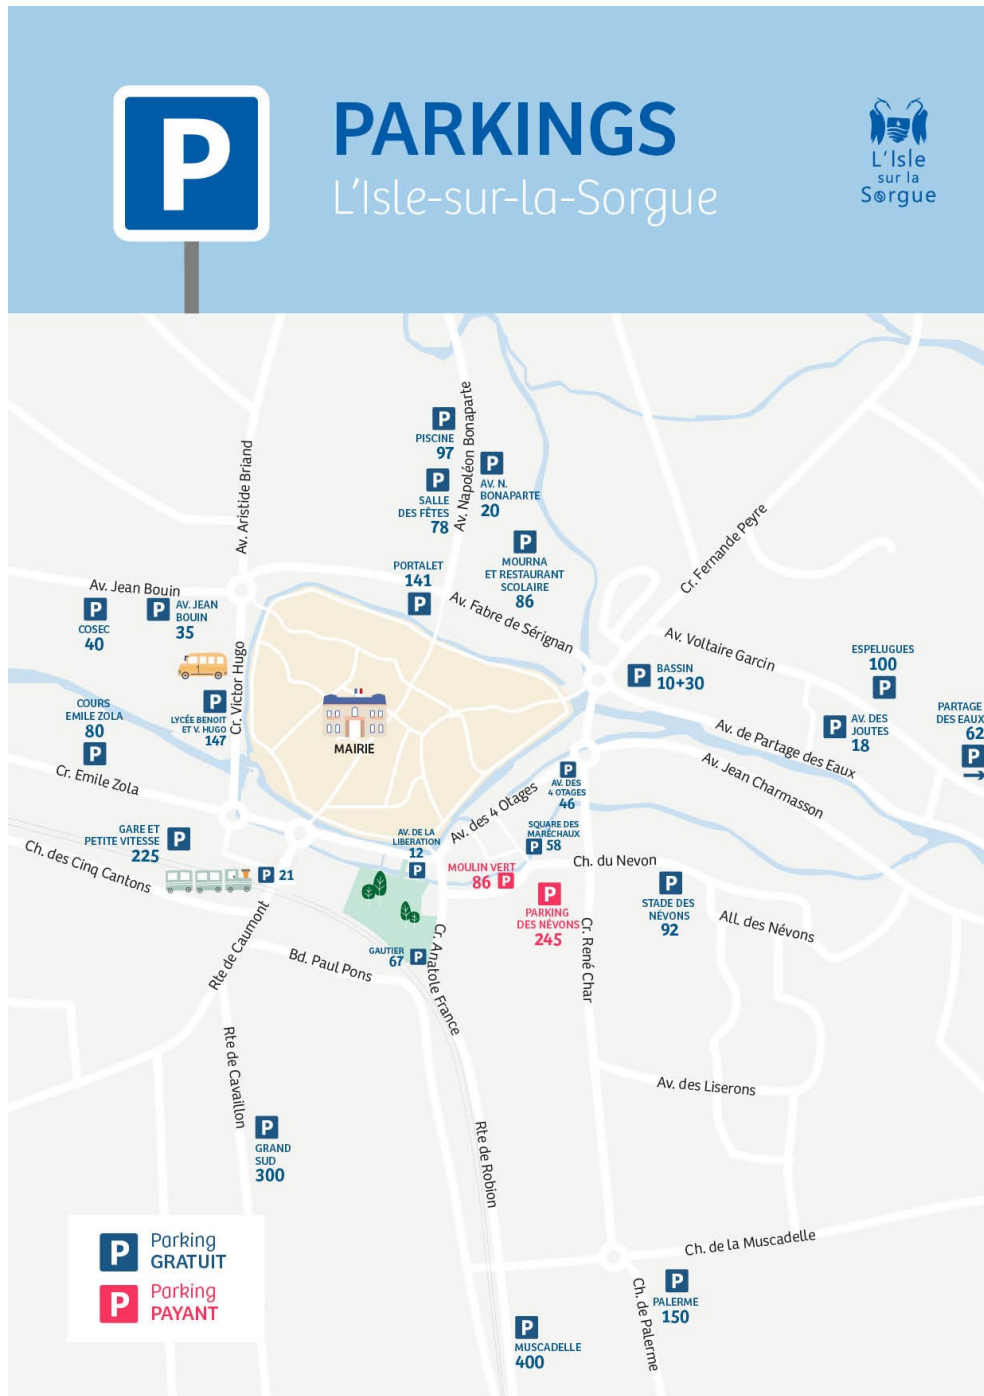 P
PARKINGS
L'Isle-sur-la-Sorgue
L'Isle
sur la
Sorgue
P
PISCINE
97
Av. Napoléon Bonaparte
P
SALLE
DES FÊTES
78
P
AV. N.
BONAPARTE
20
P
MOURNA
ET RESTAURANT
SCOLAIRE
86
Av. Aristide Briand
PORTALET
141
P
Av. Fabre de Sérignan
Cr. Fernande Peyre
Av. Jean Bouin
P
COSEC
40
P
AV. JEAN
BOUIN
35
Av. Voltaire Garcin
ESPELUGUES
100
P
P
BASSIN
10+30
Cr. Victor Hugo
P
LYCÉE BENOIT
ET V. HUGO
147
COURS
EMILE ZOLA
80
P
Cr. Emile Zola
MAIRIE
PARTAGE
DES EAUX
62
P
P
AV. DES
JOUTES
18
Av. de Partage des Eaux
Av. Jean Charmasson
P
AV. DES
4 OTAGES
46
Av. des 4 Otages
SQUARE DES
MARÉCHAUX
P 58
GARE ET
PETITE VITESSE
225
P
Ch. des Cinq Cantons
P 21
AV. DE LA
LIBERATION
12
P
MOULIN VERT
86 P
Ch. du Nevon
P
PARKING
DES NÉVONS
245
P
STADE DES
NÉVONS
92
All. des Névons
Cr. René Char
GAUTIER
67 P
Cr. Anatole France
Rte de Caumont
Bd. Paul Pons
Rte de Cavaillon
Av. des Liserons
P
GRAND
SUD
300
Rte de Robion
P
Parking
GRATUIT
P
Parking
PAYANT
Ch. de la Muscadelle
P
PALERME
150
Ch. de Palerme
P
MUSCADELLE
400